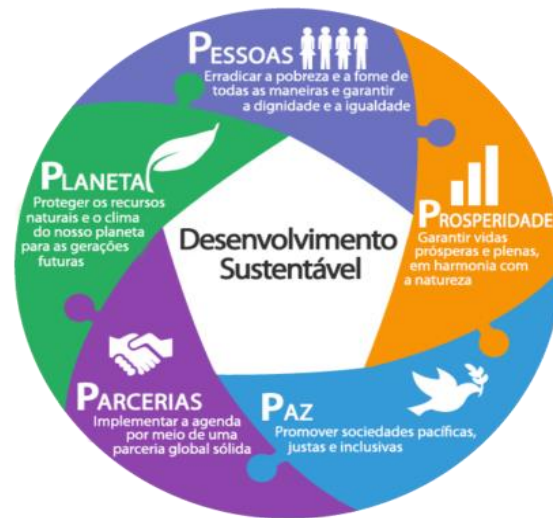 PESSOAS
Erradicar a pobreza e a fome de
todas as maneiras e garantir
a dignidade e a igualdade
PROSPERIDADE
Garantir vidas
prósperas e plenas,
em harmonia com
a natureza
PAZ
Promover sociedades pacíficas,
justas e inclusivas
PARCERIAS
Implementar a agenda
por meio de uma
parceria global sólida
PLANETA
Proteger os recursos
naturais e o clima
do nosso planeta
para as gerações
futuras
Desenvolvimento
Sustentável